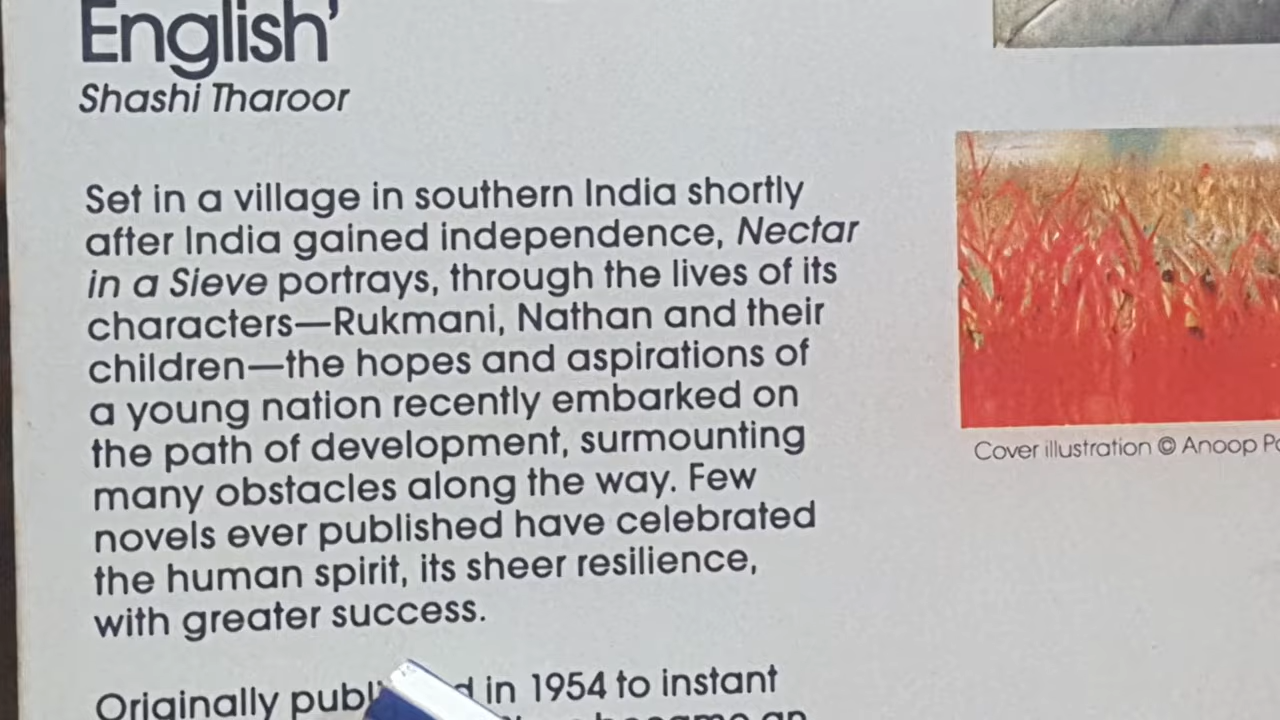 English'
Shashi Tharoor
Set in a village in southern India shortly
after India gained independence, Nectar
in a Sieve portrays, through the lives of its
characters—Rukmani, Nathan and their
children—the hopes and aspirations of
a young nation recently embarked on
the path of development, surmounting
many obstacles along the way. Few
novels ever published have celebrated
the human spirit, its sheer resilience,
with greater success.
Originally in 1954 to instant
Cover illustration © Anoop